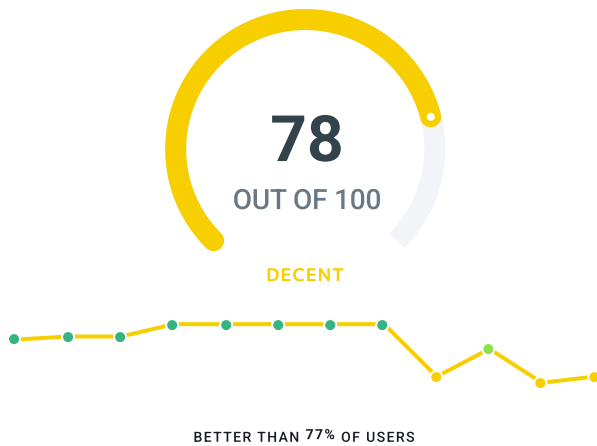 78
OUT OF 100
DECENT
BETTER THAN 77% OF USERS